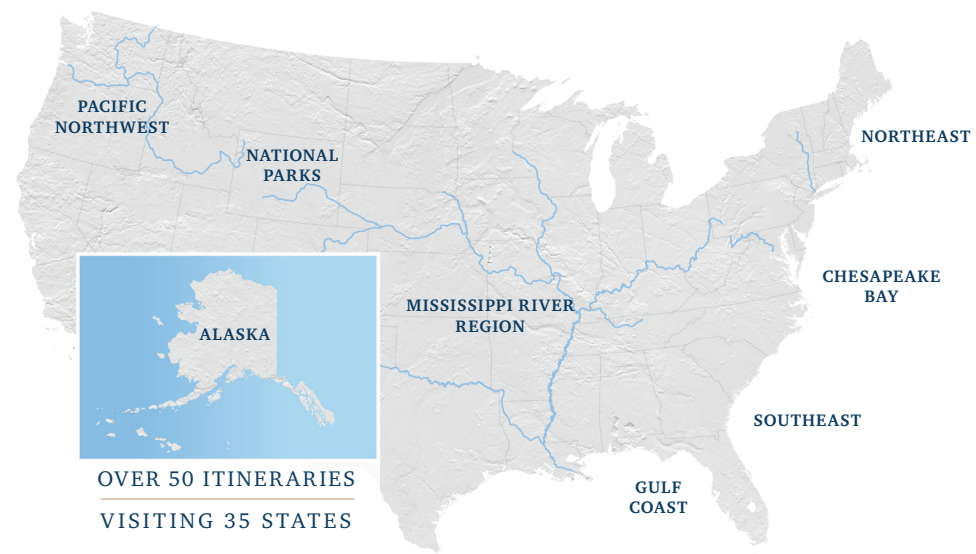 PACIFIC
NORTHWEST
NATIONAL
PARKS
NORTHEAST
CHESAPEAKE
BAY
MISSISSIPPI RIVER
REGION
ALASKA
SOUTHEAST
GULF
COAST
OVER 50 ITINERARIES
VISITING 35 STATES